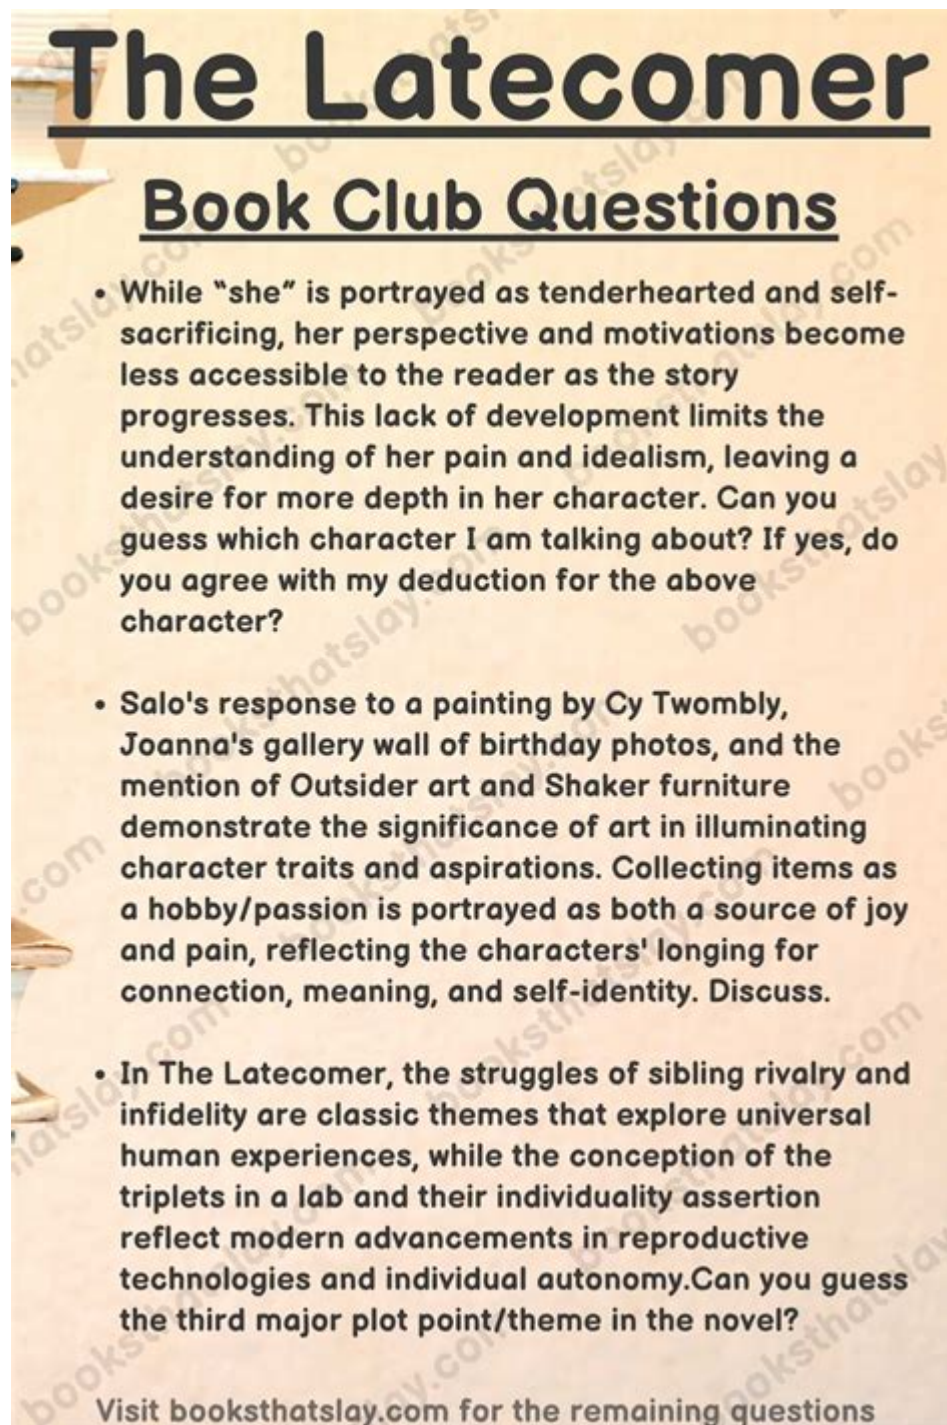 The Latecomer
Book Club Questions
• While “she” is portrayed as tenderhearted and self-
sacrificing, her perspective and motivations become
less accessible to the reader as the story
progresses. This lack of development limits the
understanding of her pain and idealism, leaving a
desire for more depth in her character. Can you
guess which character I am talking about? If yes, do
you agree with my deduction for the above
character?
• Salo's response to a painting by Cy Twombly,
Joanna's gallery wall of birthday photos, and the
mention of Outsider art and Shaker furniture
demonstrate the significance of art in illuminating
character traits and aspirations. Collecting items as
a hobby/passion is portrayed as both a source of joy
and pain, reflecting the characters' longing for
connection, meaning, and self-identity. Discuss.
• In The Latecomer, the struggles of sibling rivalry and
infidelity are classic themes that explore universal
human experiences, while the conception of the
triplets in a lab and their individuality assertion
reflect modern advancements in reproductive
technologies and individual autonomy.Can you guess
the third major plot point/theme in the novel?
Visit booksthatslay.com for the remaining questions